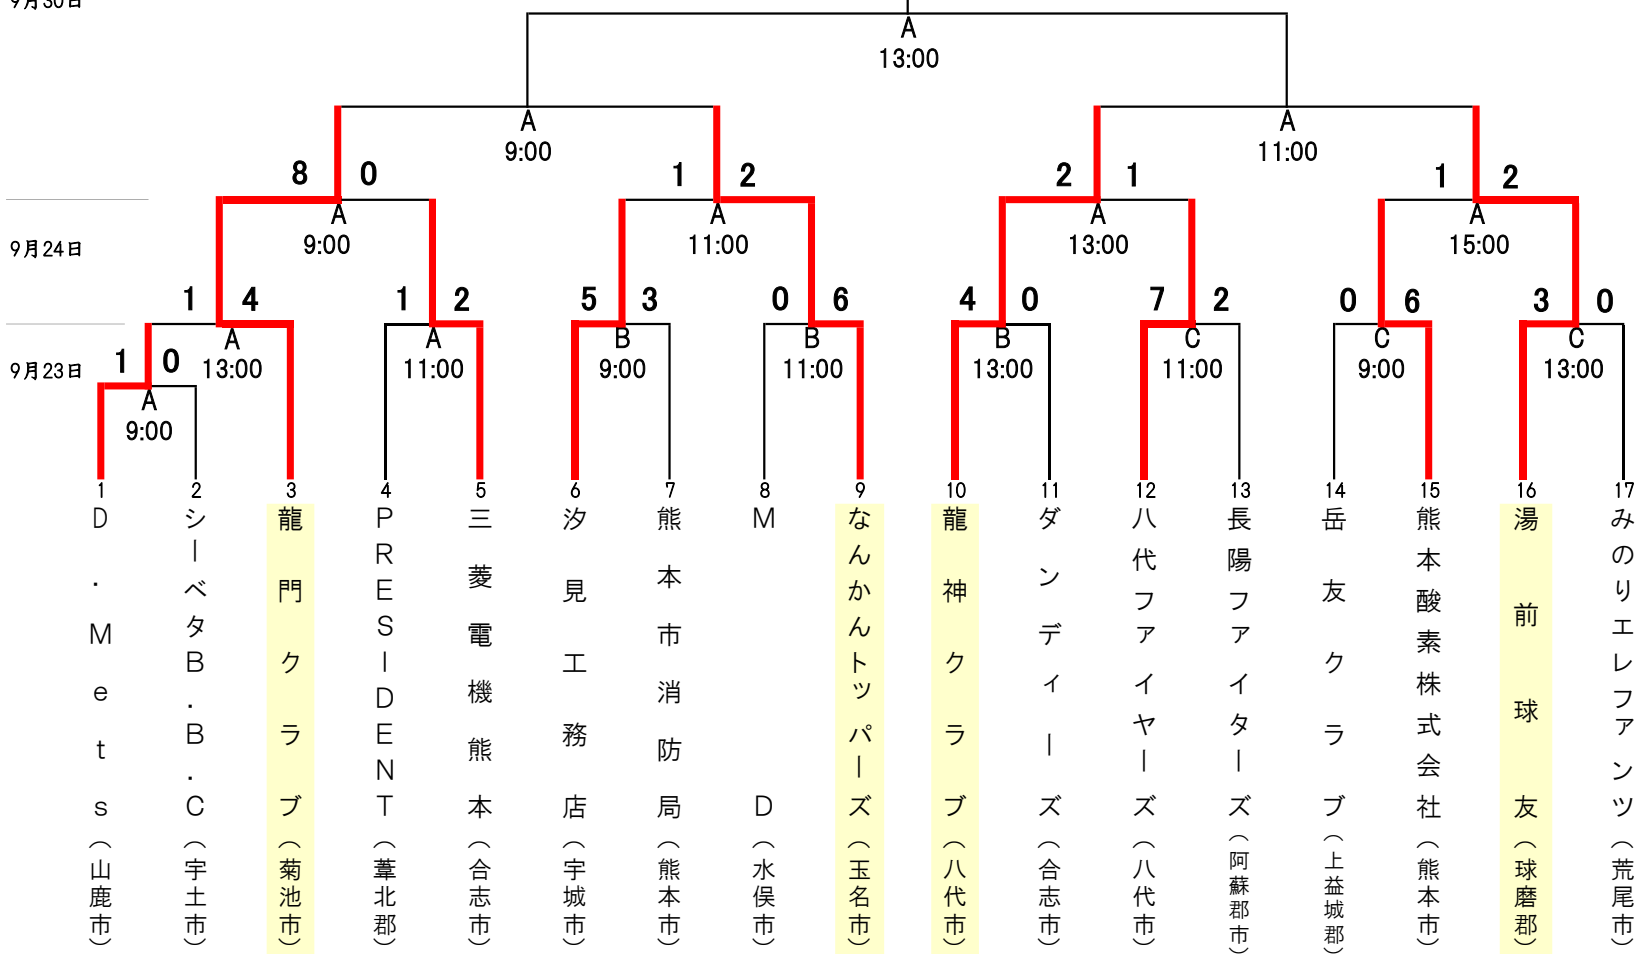 9月30日
A
13:00
A
9:00
A
11:00
8 0
1 2
2 1
1 2
A
9:00
A
11:00
A
13:00
A
15:00
9月24日
1 4
1 2
5 3
0 6
4 0
7 2
0 6
3 0
A
13:00
A
11:00
B
9:00
B
11:00
B
13:00
C
11:00
C
9:00
C
13:00
9月23日
1 0
A
9:00
1
D.Mets(山鹿市)
2
シーベタB.B.C(宇土市)
3
龍門クラブ(菊池市)
4
PRESIDENT(葦北郡)
5
三菱電機熊本(合志市)
6
汐見工務店(宇城市)
7
熊本市消防局(熊本市)
8
MD(水俣市)
9
なんかんトッパーズ(玉名市)
10
龍神クラブ(八代市)
11
ダンディーズ(合志市)
12
八代ファイヤーズ(八代市)
13
長陽ファイターズ(阿蘇郡市)
14
岳友クラブ(上益城郡)
15
熊本酸素株式会社(熊本市)
16
湯前球友(球磨郡)
17
みのりエレファンツ(荒尾市)